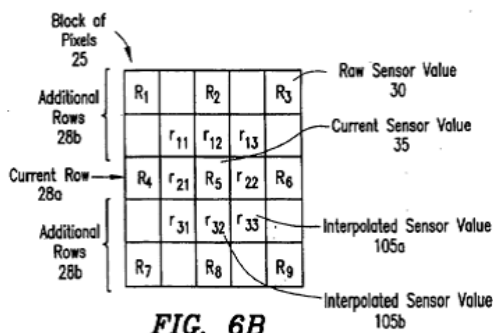 Block of
Pixels
25
Additional
Rows
28b
Current Row
28a
Additional
Rows
28b
R1 R2 R3
r11 r12 r13
R4 r21 R5 r22 R6
r31 r32 r33
R7 R8 R9
Raw Sensor Value
30
Current Sensor Value
35
Interpolated Sensor Value
105a
Interpolated Sensor Value
105b
FIG. 6B